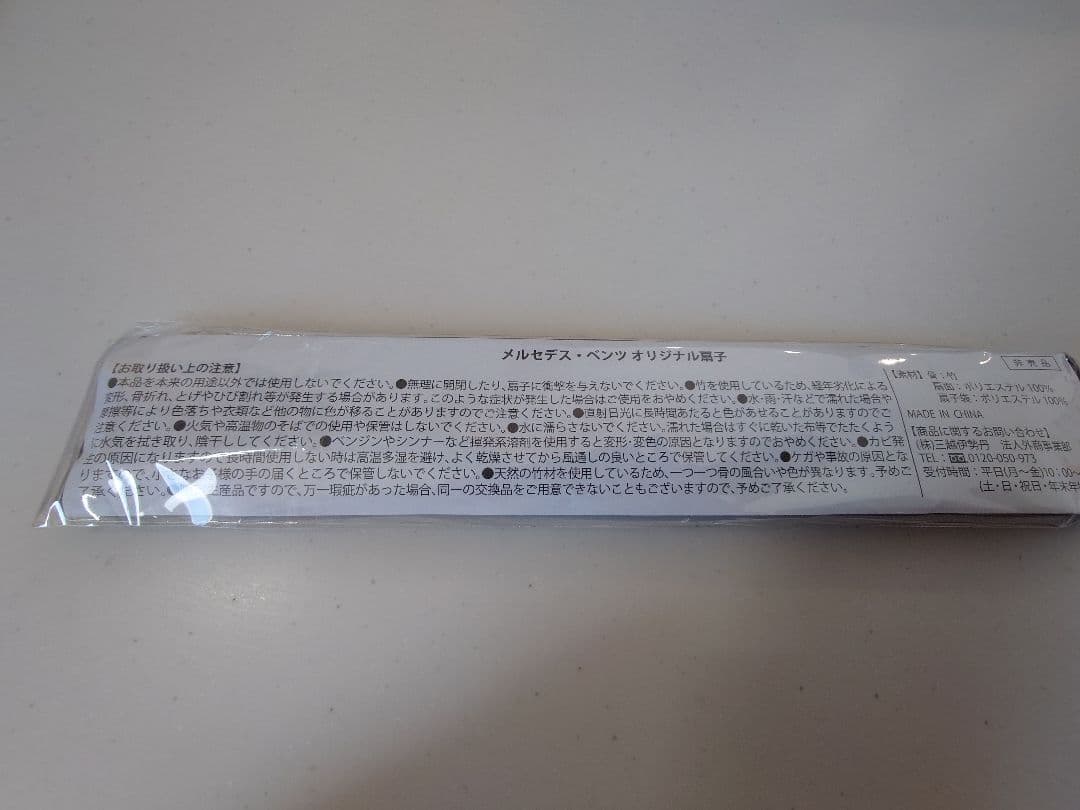 メルセデス・ベンツ オリジナル扇子
【お取り扱い上の注意】
●本品を本来の用途以外では使用しないでください。●無理に開閉したり、扇子に衝撃を与えないでください。●竹を使用しているため、経年劣化による
変形、骨折れ、とげやひび割れ等が発生する場合があります。このような症状が発生した場合はご使用をおやめください。●水・雨・汗などで濡れた場合や
摩擦等により色落ちや衣類など他の物に色が移ることがありますのでご注意ください。●直射日光に長時間あたると色があせることがありますのでご
注意ください。●火気や高温物のそばでの使用や保管はしないでください。●水に濡らさないでください。濡れた場合はすぐに乾いた布等でたたくよう
に水気を拭き取り、陰干ししてください。●ベンジンやシンナーなど揮発系溶剤を使用すると変形・変色の原因となりますのでおやめください。●カビ発
生の原因になりますので長時間使用しない時は高温多湿を避け、よく乾燥させてから風通しの良いところで保管してください。●ケガや事故の原因とな
りますので、小さなお子様の手の届くところで保管しないでください。●天然の竹材を使用しているため、一つ一つ骨の風合いや色が異なります。予めご
了承ください。産品ですので、万一瑕疵があった場合、同一の交換品をご用意できないこともございますので、予めご了承ください。
非売品
【素材】骨:竹
扇面:ポリエステル100%
扇子袋:ポリエステル100%
MADE IN CHINA
【商品に関するお問い合わせ】
(株)三越伊勢丹 法人外商事業部
TEL: 0120-050-973
受付時間:平日(月~金)10:00
(土・日・祝日・年末年